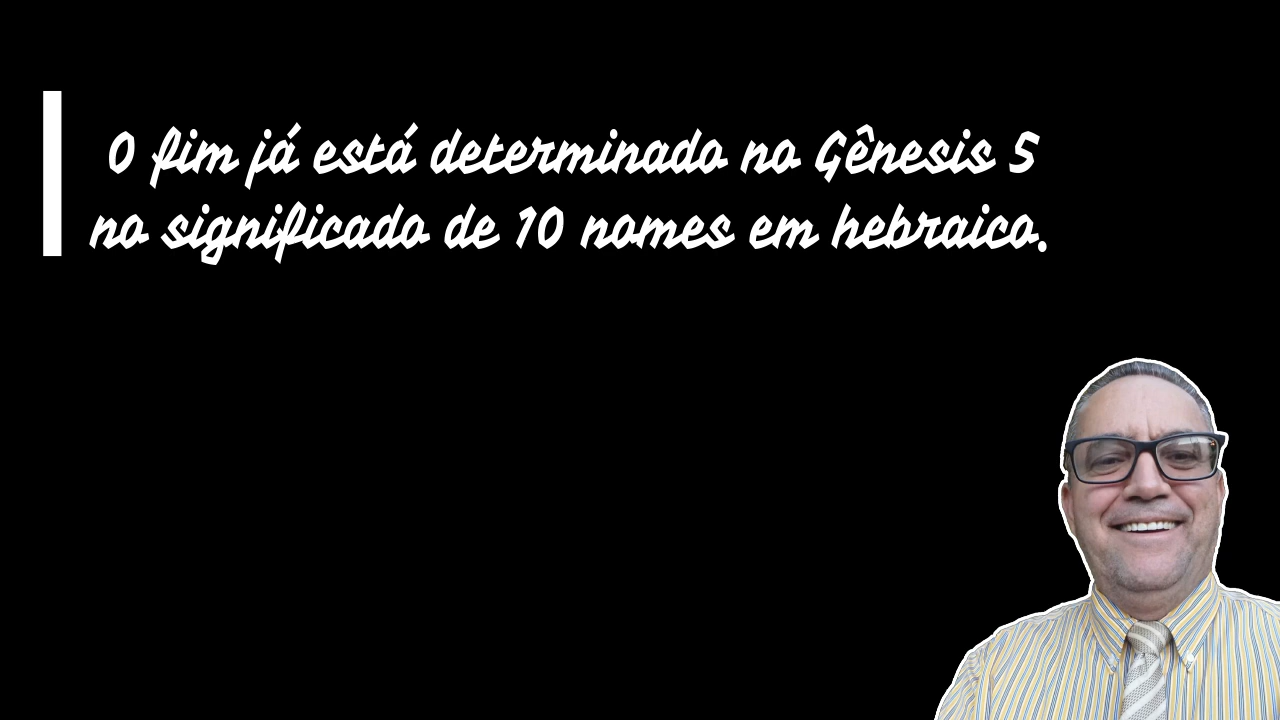 O fim já está determinado no Gênesis 5
no significado de 10 nomes em hebraico.